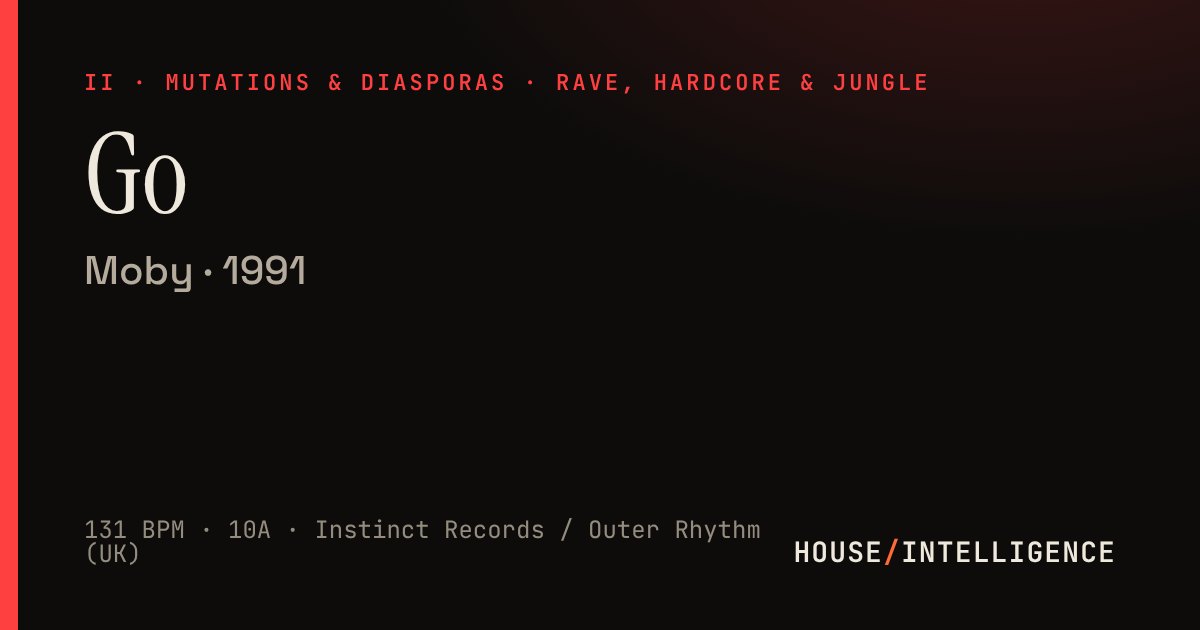 II · MUTATIONS & DIASPORAS · RAVE, HARDCORE & JUNGLE
Go
Moby · 1991
131 BPM · 10A · Instinct Records / Outer Rhythm
(UK)
HOUSE/INTELLIGENCE